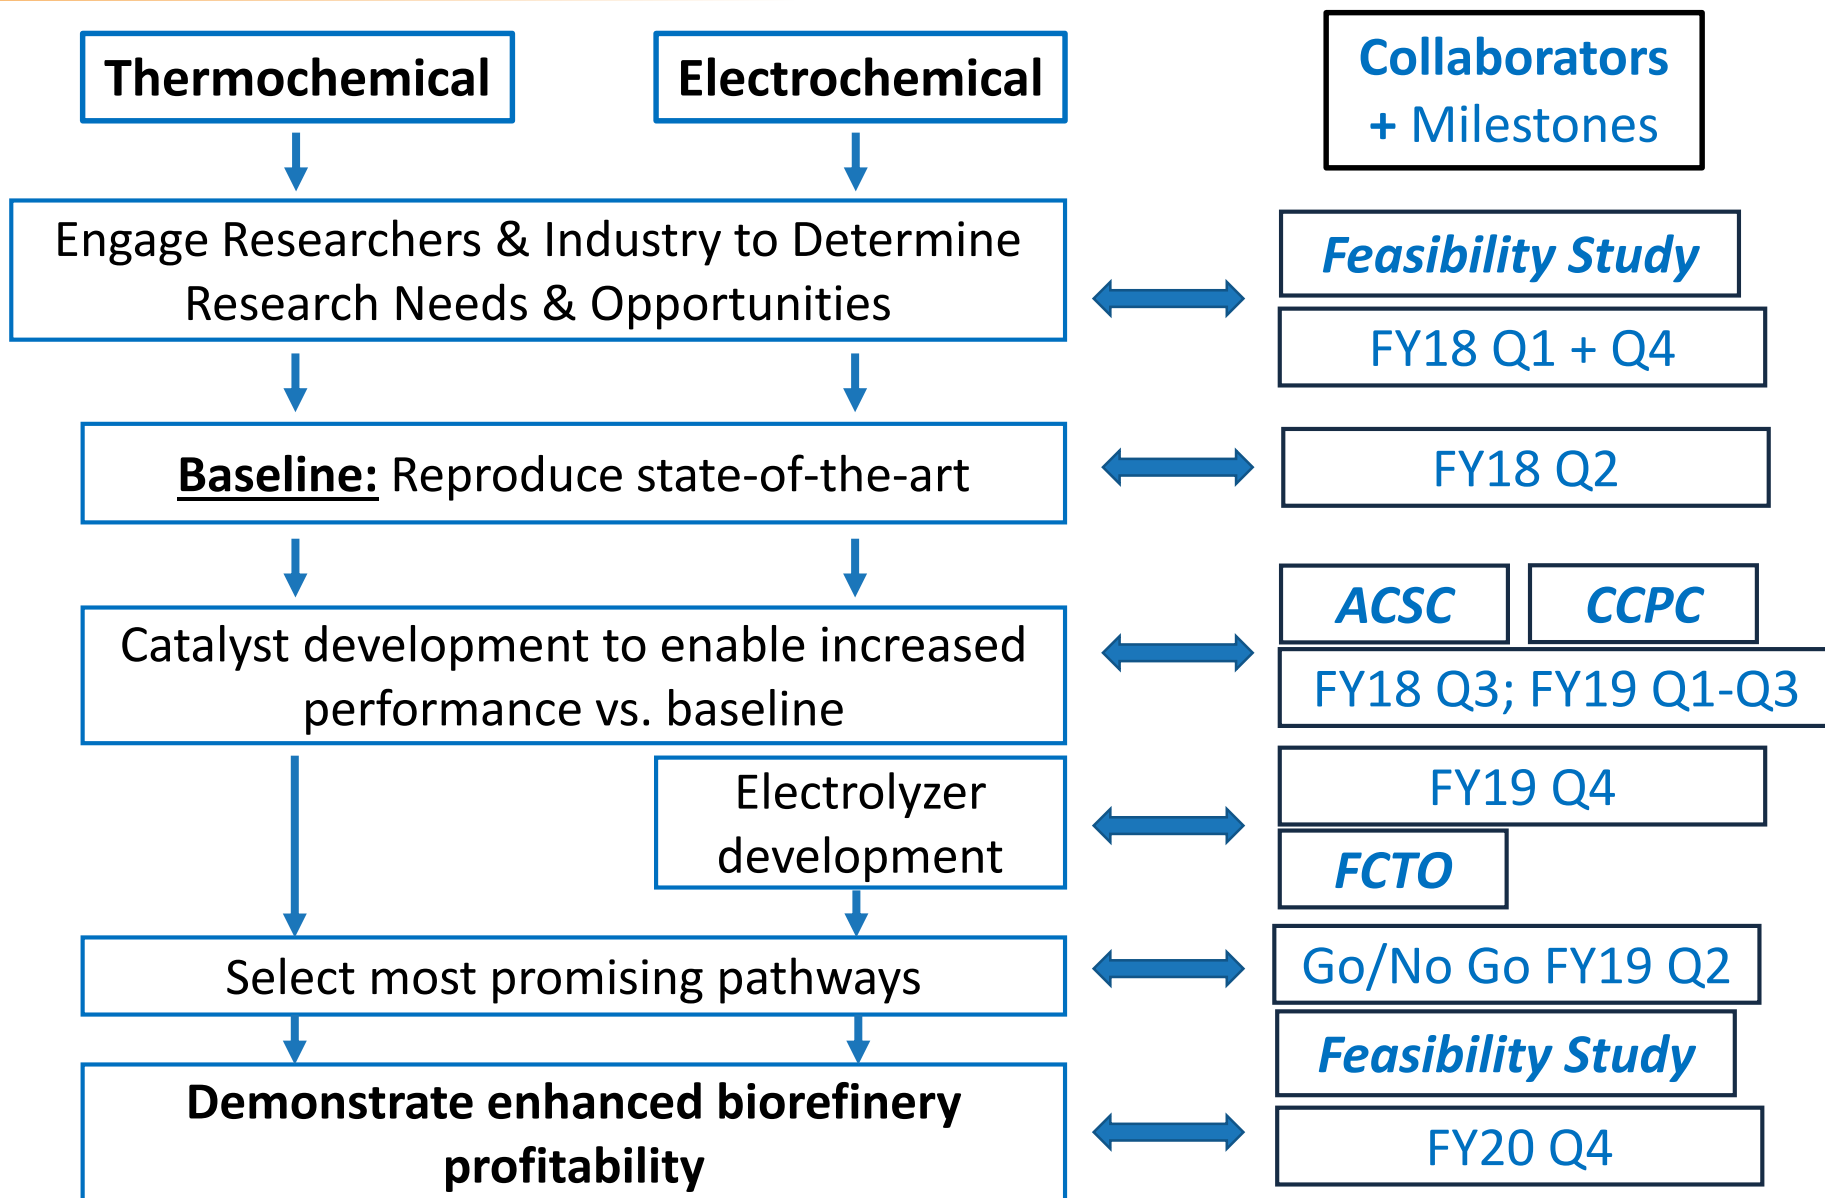 Thermochemical
Electrochemical
Collaborators
+ Milestones
Engage Researchers & Industry to Determine
Research Needs & Opportunities
Feasibility Study
FY18 Q1 + Q4
Baseline: Reproduce state-of-the-art
FY18 Q2
Catalyst development to enable increased
performance vs. baseline
ACSC
CCPC
FY18 Q3; FY19 Q1-Q3
Electrolyzer
development
FY19 Q4
FCTO
Select most promising pathways
Go/No Go FY19 Q2
Demonstrate enhanced biorefinery
profitability
Feasibility Study
FY20 Q4